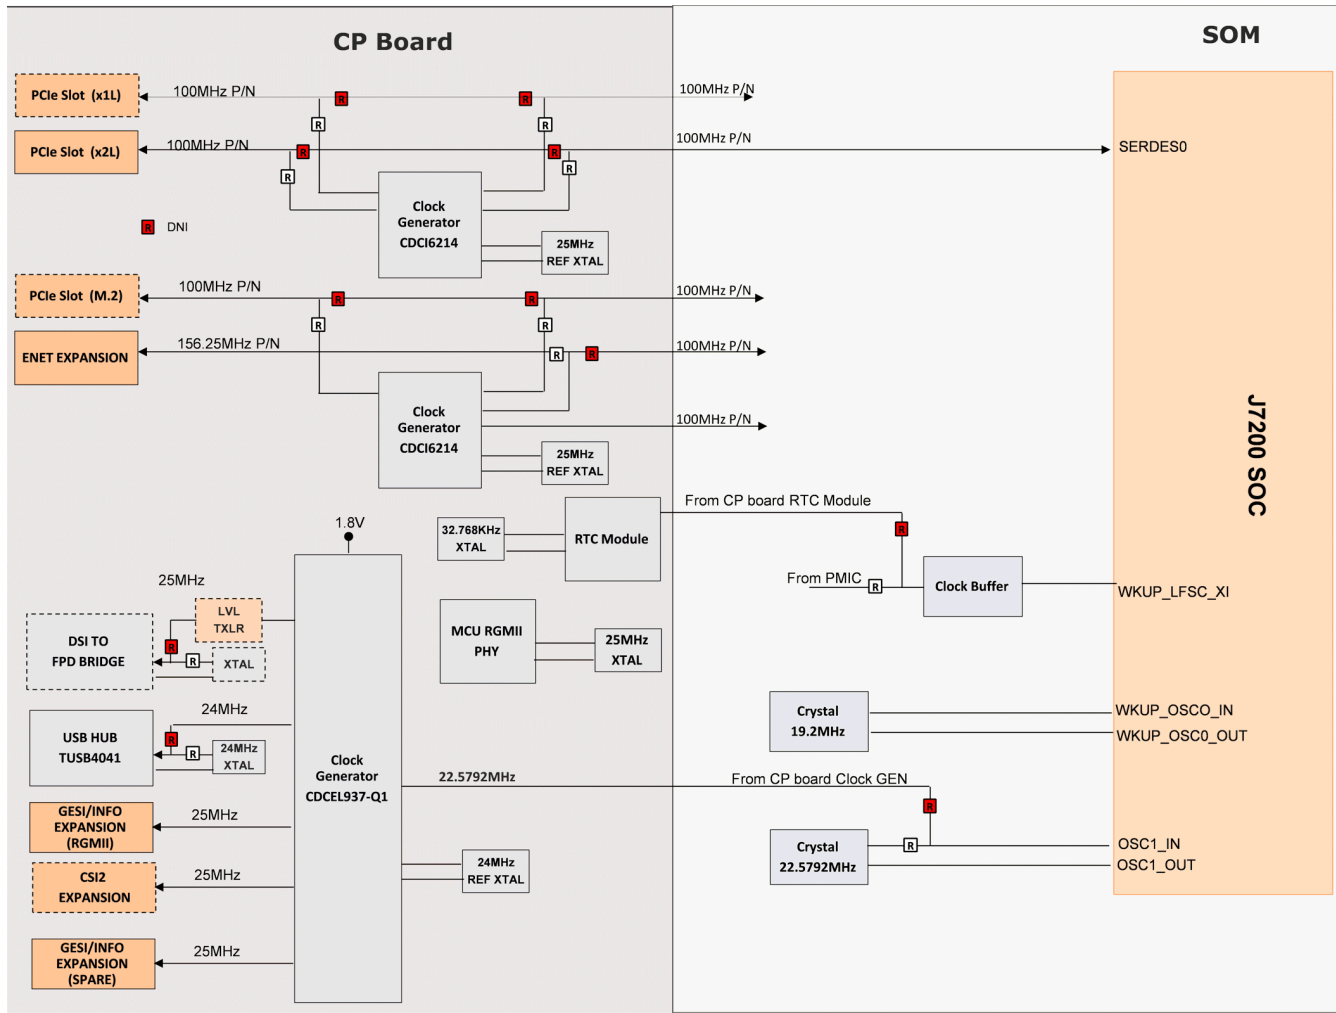 CP Board
SOM
PCIe Slot (x1L)
100MHz P/N
R
R
100MHz P/N
R
R
PCIe Slot (x2L)
100MHz P/N
R
R
100MHz P/N
SERDES0
R
R
Clock
Generator
CDCI6214
R
DNI
25MHz
REF XTAL
PCIe Slot (M.2)
100MHz P/N
R
R
100MHz P/N
R
R
ENET EXPANSION
156.25MHz P/N
R
R
100MHz P/N
Clock
Generator
CDCI6214
100MHz P/N
25MHz
REF XTAL
J7200 SOC
From CP board RTC Module
1.8V
32.768KHz
XTAL
RTC Module
R
From PMIC
R
Clock Buffer
WKUP_LFSC_XI
25MHz
LVL
TXLR
DSI TO
FPD BRIDGE
R
R
XTAL
MCU RGMII
PHY
25MHz
XTAL
24MHz
USB HUB
TUSB4041
R
R
24MHz
XTAL
Crystal
19.2MHz
WKUP_OSCO_IN
WKUP_OSC0_OUT
Clock
Generator
CDCEL937-Q1
22.5792MHz
From CP board Clock GEN
R
GESI/INFO
EXPANSION
(RGMII)
25MHz
Crystal
22.5792MHz
R
OSC1_IN
OSC1_OUT
24MHz
REF XTAL
CSI2
EXPANSION
25MHz
GESI/INFO
EXPANSION
(SPARE)
25MHz